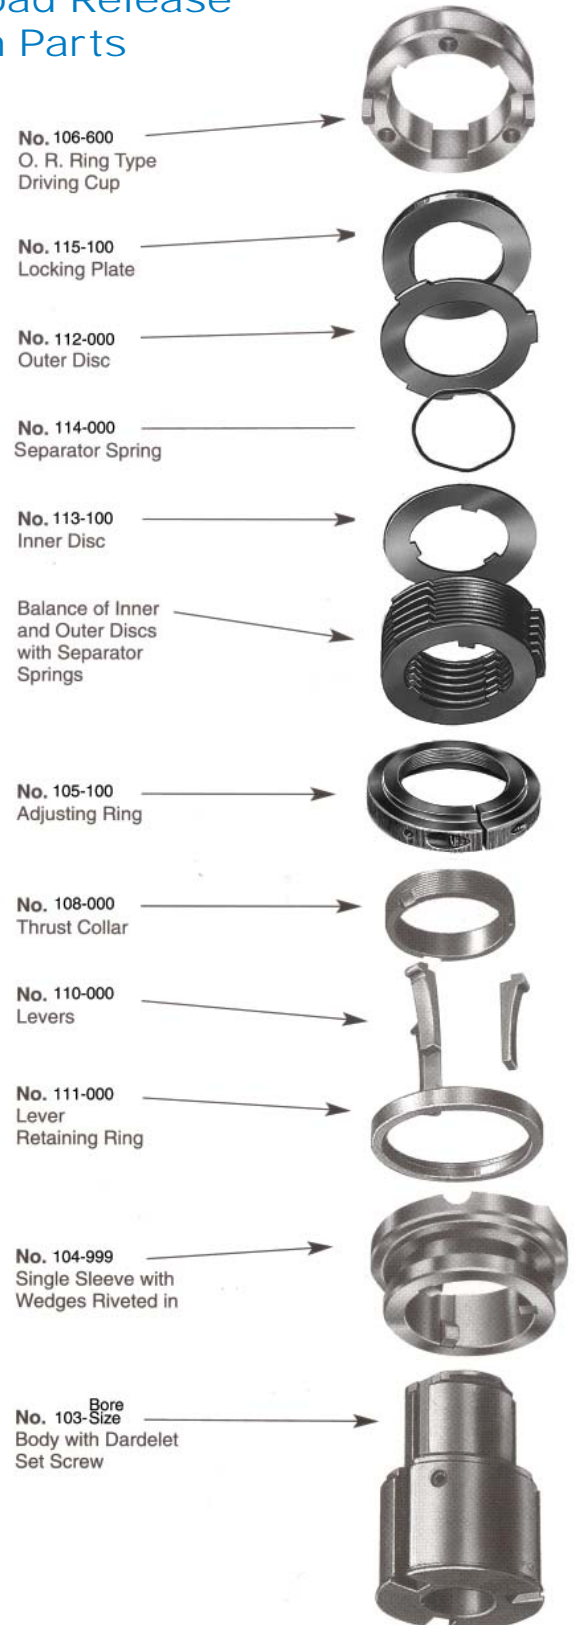 Release
Parts
No. 106-600
O. R. Ring Type
Driving Cup
No. 115-100
Locking Plate
No. 112-000
Outer Disc
No. 114-000
Separator Spring
No. 113-100
Inner Disc
Balance of Inner
and Outer Discs
with Separator
Springs
No. 105-100
Adjusting Ring
No. 108-000
Thrust Collar
No. 110-000
Levers
No. 111-000
Lever
Retaining Ring
No. 104-999
Single Sleeve with
Wedges Riveted in
No. 103-Bore Size
Body with Dardelet
Set Screw